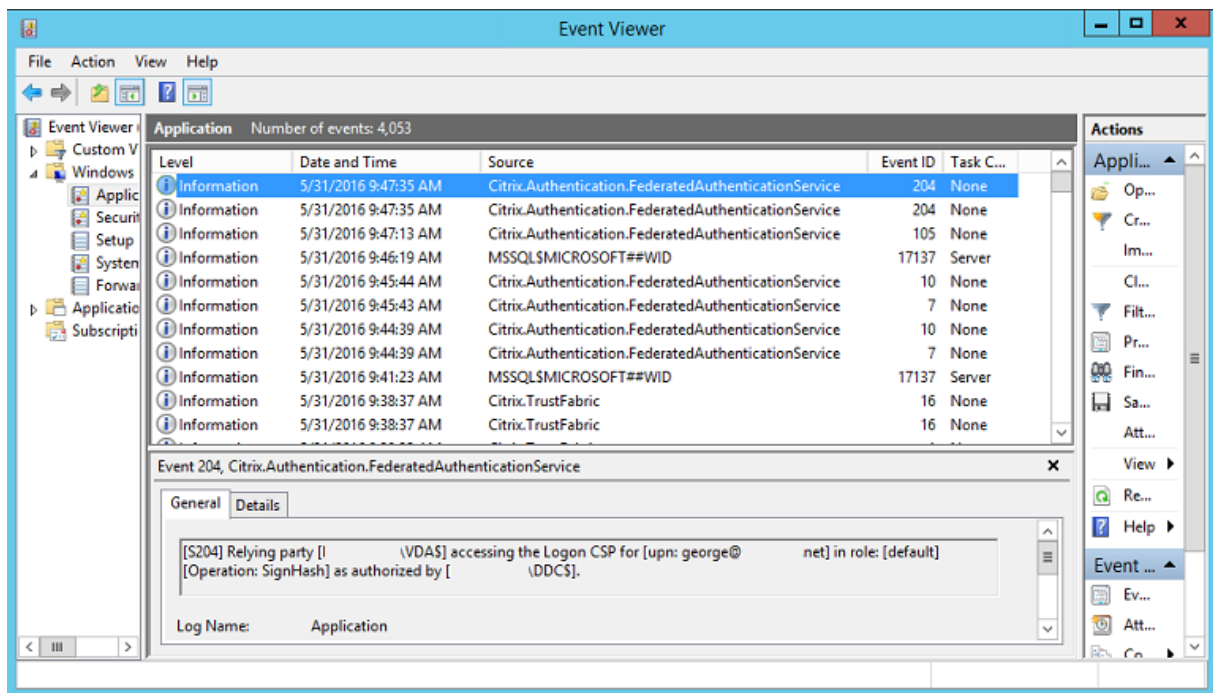 Event Viewer
File Action View Help
Event Viewer
Custom V
Windows
Applic
Securit
Setup
System
Forwar
Applicatio
Subscripti
Application Number of events: 4,053
Level Date and Time Source Event ID Task C...
Information 5/31/2016 9:47:35 AM Citrix.Authentication.FederatedAuthenticationService 204 None
Information 5/31/2016 9:47:35 AM Citrix.Authentication.FederatedAuthenticationService 204 None
Information 5/31/2016 9:47:13 AM Citrix.Authentication.FederatedAuthenticationService 105 None
Information 5/31/2016 9:46:19 AM MSSQL$MICROSOFT##WID 17137 Server
Information 5/31/2016 9:45:44 AM Citrix.Authentication.FederatedAuthenticationService 10 None
Information 5/31/2016 9:45:43 AM Citrix.Authentication.FederatedAuthenticationService 7 None
Information 5/31/2016 9:44:39 AM Citrix.Authentication.FederatedAuthenticationService 10 None
Information 5/31/2016 9:44:39 AM Citrix.Authentication.FederatedAuthenticationService 7 None
Information 5/31/2016 9:41:23 AM MSSQL$MICROSOFT##WID 17137 Server
Information 5/31/2016 9:38:37 AM Citrix.TrustFabric 16 None
Information 5/31/2016 9:38:37 AM Citrix.TrustFabric 16 None
Event 204, Citrix.Authentication.FederatedAuthenticationService
General Details
[S204] Relying party [ \VDA$] accessing the Logon CSP for [upn: george@ net] in role: [default]
[Operation: SignHash] as authorized by [ \DDC$].
Log Name: Application
Actions
Appli...
Op...
Cr...
Im...
Cl...
Filt...
Pr...
Fin...
Sa...
Att...
View
Re...
Help
Event ...
Ev...
Att...
Co...